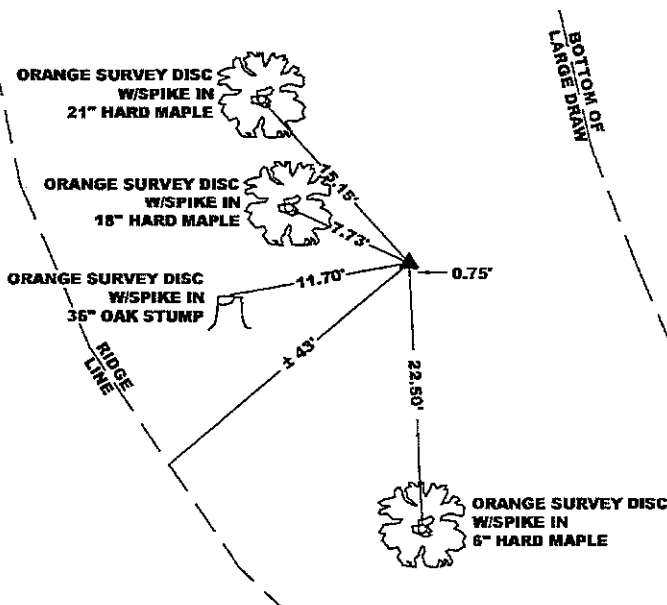 ORANGE SURVEY DISC
W/SPIKE IN
21" HARD MAPLE
BOTTOM OF
LARGE DRAW
15.15'
ORANGE SURVEY DISC
W/SPIKE IN
18" HARD MAPLE
7.73'
ORANGE SURVEY DISC
W/SPIKE IN
36" OAK STUMP
11.70'
0.75'
RIDGE
LINE
± 43'
22.50'
ORANGE SURVEY DISC
W/SPIKE IN
6" HARD MAPLE